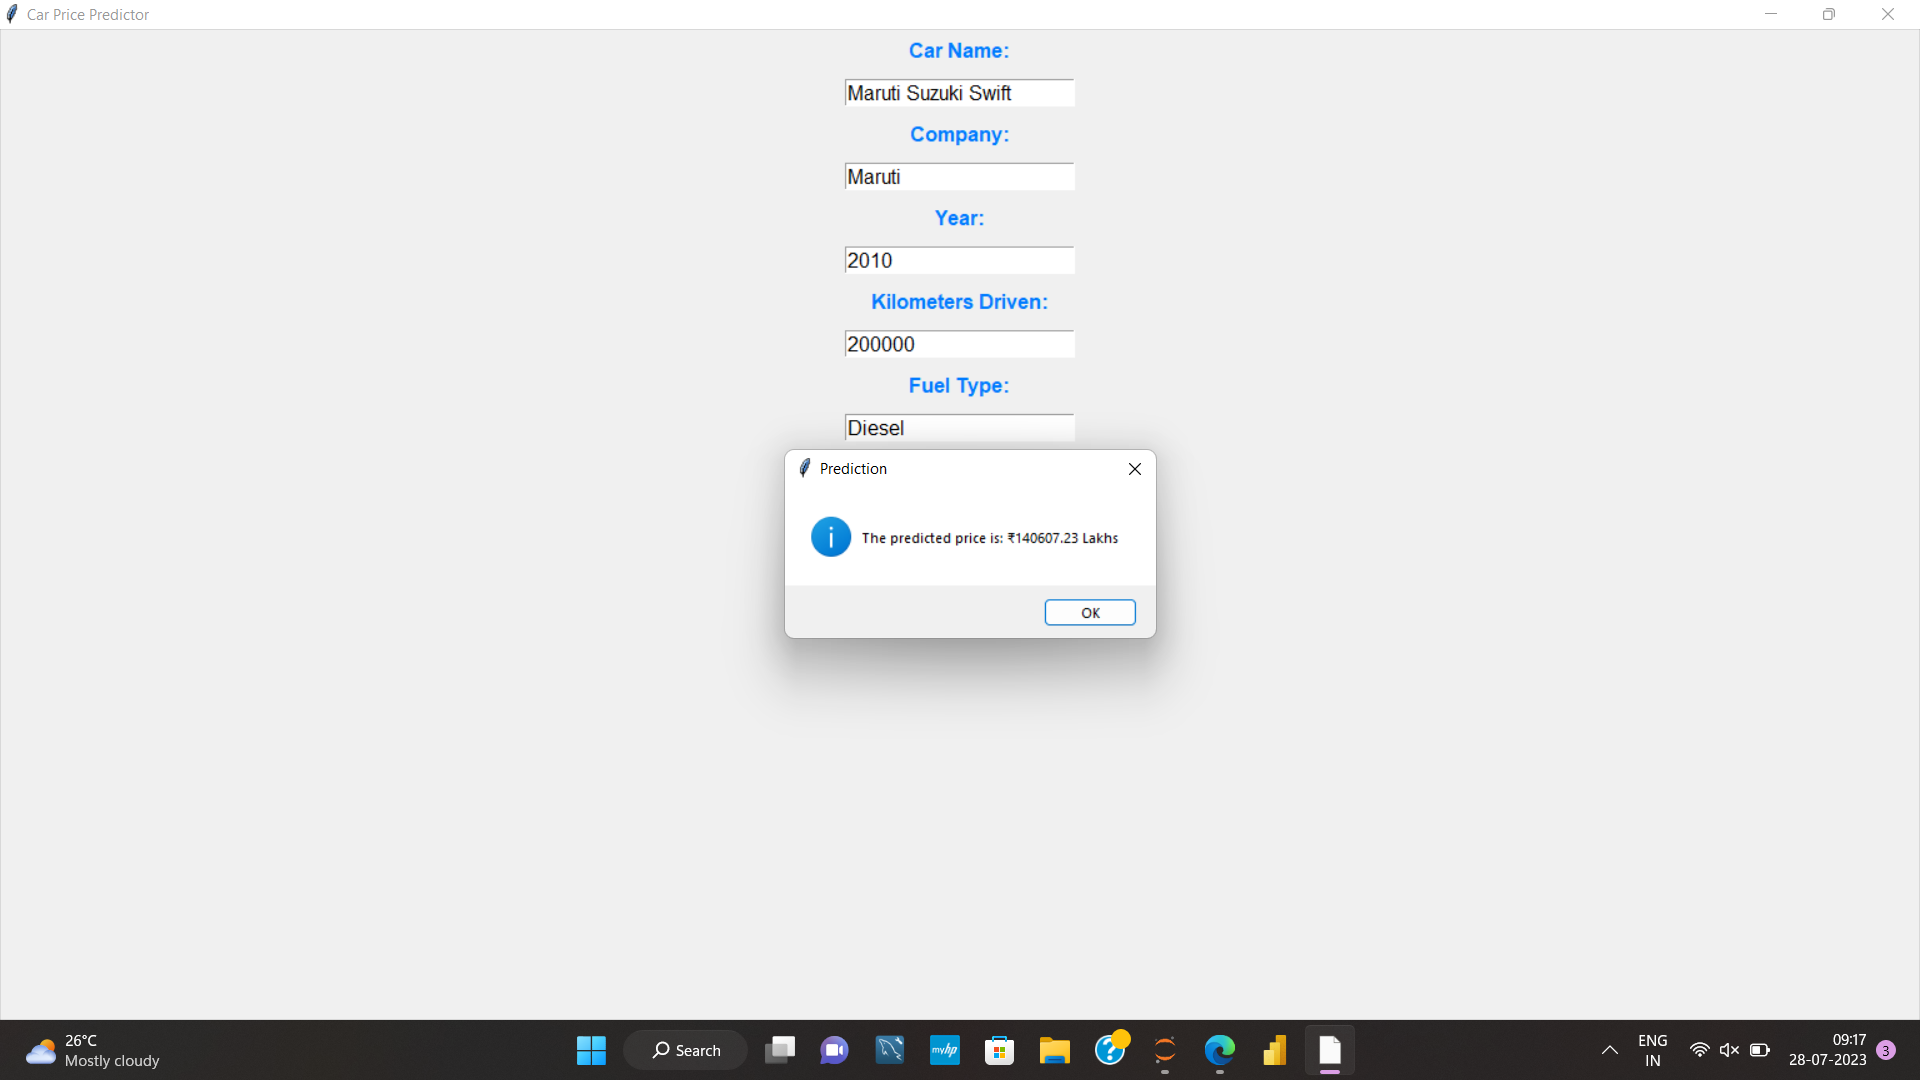 Car Price Predictor
Car Name:
Maruti Suzuki Swift
Company:
Maruti
Year:
2010
Kilometers Driven:
200000
Fuel Type:
Diesel
Prediction
The predicted price is: ₹140607.23 Lakhs
OK
26°C
Mostly cloudy
Search
myhp
ENG
IN
09:17
28-07-2023
3